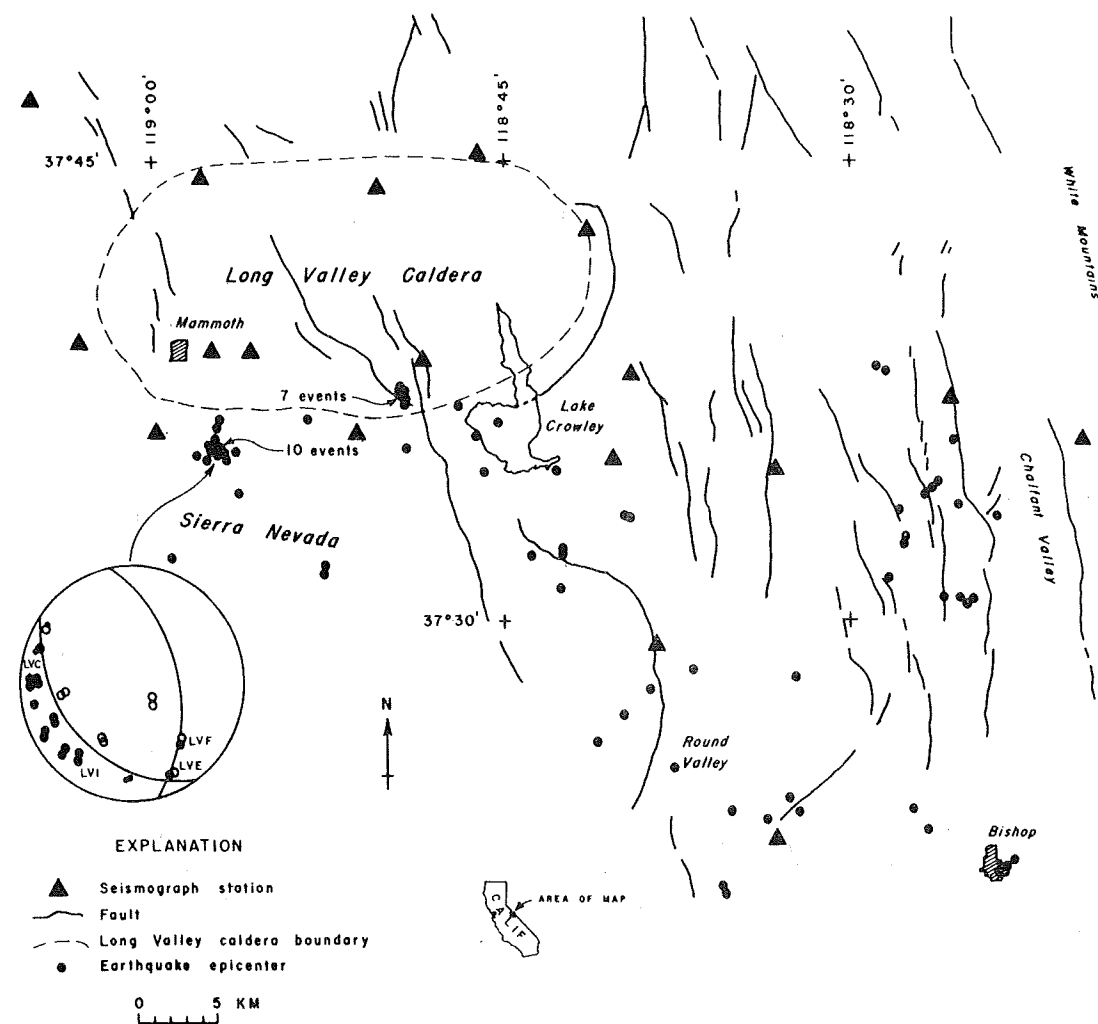 119°00'
118°45'
118°30'
37°45'
White Mountains
Long Valley Caldera
Mammoth
7 events
Lake
Crowley
10 events
Sierra Nevada
Chalfant Valley
37°30'
LVC
LVF
LVE
LVI
N
Round
Valley
Bishop
EXPLANATION
Seismograph station
Fault
Long Valley caldera boundary
Earthquake epicenter
0 5 KM
CALIF
AREA OF MAP